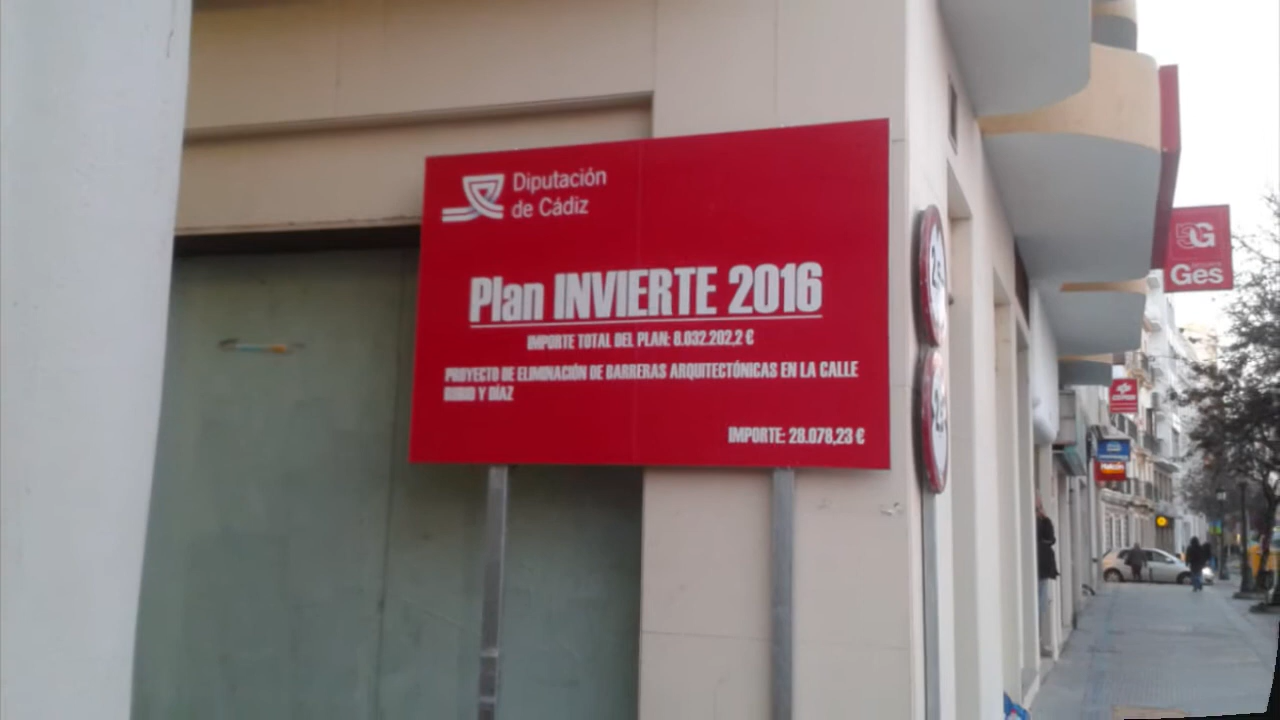 Diputación
de Cádiz
Plan INVIERTE 2016
IMPORTE TOTAL DEL PLAN: 8.032.202,2 €
PROYECTO DE ELIMINACIÓN DE BARRERAS ARQUITECTÓNICAS EN LA CALLE
RUBIO Y DÍAZ
IMPORTE: 28.078,23 €
Ges